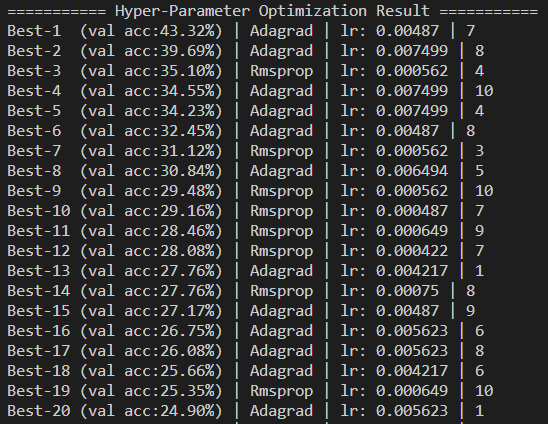 =========== Hyper-Parameter Optimization Result ===========
Best-1  (val acc:43.32%) | Adagrad | lr: 0.00487 | 7
Best-2  (val acc:39.69%) | Adagrad | lr: 0.007499 | 8
Best-3  (val acc:35.10%) | Rmsprop | lr: 0.000562 | 4
Best-4  (val acc:34.55%) | Adagrad | lr: 0.007499 | 10
Best-5  (val acc:34.23%) | Adagrad | lr: 0.007499 | 4
Best-6  (val acc:32.45%) | Adagrad | lr: 0.00487 | 8
Best-7  (val acc:31.12%) | Rmsprop | lr: 0.000562 | 3
Best-8  (val acc:30.84%) | Adagrad | lr: 0.006494 | 5
Best-9  (val acc:29.48%) | Rmsprop | lr: 0.000562 | 10
Best-10 (val acc:29.16%) | Rmsprop | lr: 0.000487 | 7
Best-11 (val acc:28.46%) | Rmsprop | lr: 0.000649 | 9
Best-12 (val acc:28.08%) | Rmsprop | lr: 0.000422 | 7
Best-13 (val acc:27.76%) | Adagrad | lr: 0.004217 | 1
Best-14 (val acc:27.76%) | Rmsprop | lr: 0.00075 | 8
Best-15 (val acc:27.17%) | Adagrad | lr: 0.00487 | 9
Best-16 (val acc:26.75%) | Adagrad | lr: 0.005623 | 6
Best-17 (val acc:26.08%) | Adagrad | lr: 0.005623 | 8
Best-18 (val acc:25.66%) | Adagrad | lr: 0.004217 | 6
Best-19 (val acc:25.35%) | Rmsprop | lr: 0.000649 | 10
Best-20 (val acc:24.90%) | Adagrad | lr: 0.005623 | 1